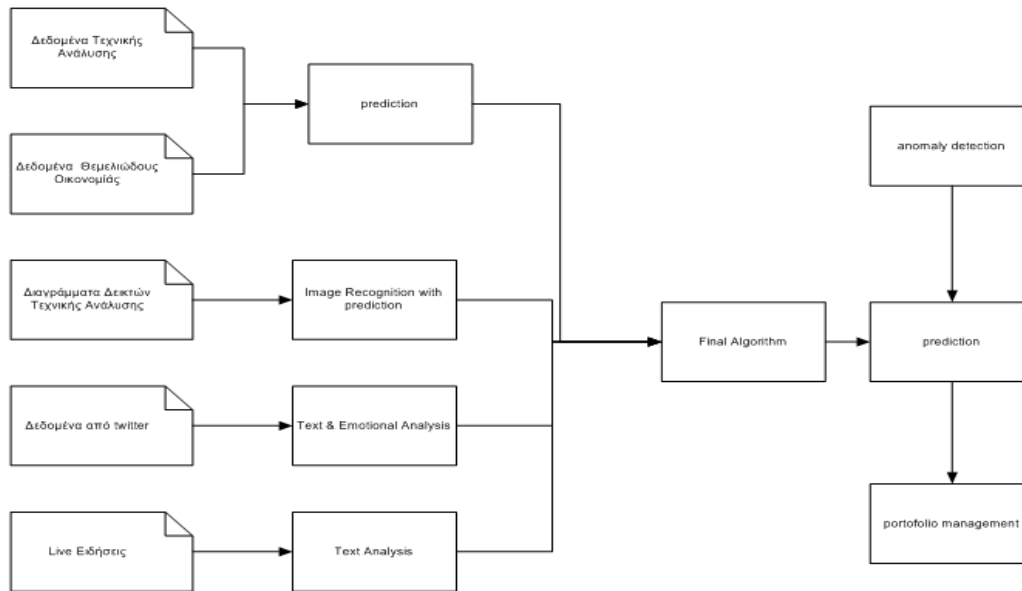 Δεδομένα Τεχνικής
Ανάλυσης
prediction
Δεδομένα Θεμελιώδους
Οικονομίάς
anomaly detection
Διαγράμματα Δεικτών
Τεχνικής Ανάλυσης
Image Recognition with
prediction
Final Algorithm
prediction
Δεδομένα από twitter
Text & Emotional Analysis
Live Ειδήσεις
Text Analysis
portofolio management